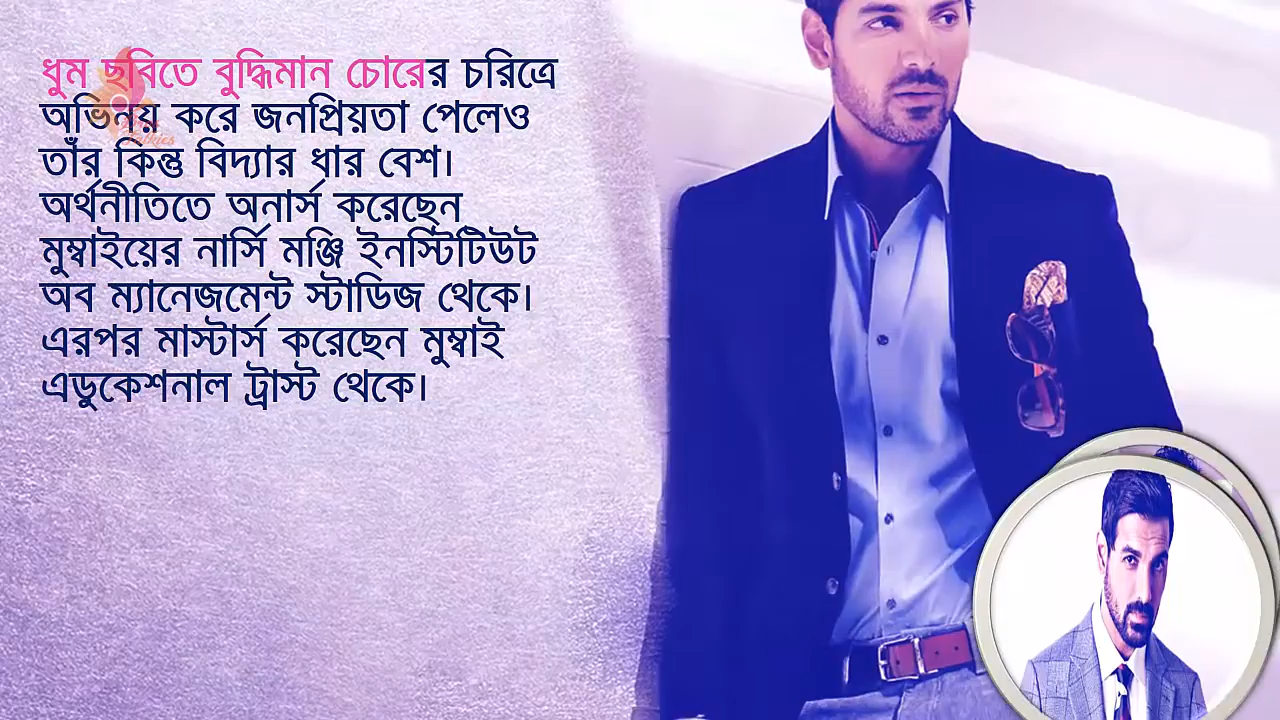 ধুম ছবিতে বুদ্ধিমান চোরের চরিত্রে
অভিনয় করে জনপ্রিয়তা পেলেও
তাঁর কিন্তু বিদ্যার ধার বেশ।
অর্থনীতিতে অনার্স করেছেন
মুম্বাইয়ের নার্সি মঞ্জি ইনস্টিটিউট
অব ম্যানেজমেন্ট স্টাডিজ থেকে।
এরপর মাস্টার্স করেছেন মুম্বাই
এডুকেশনাল ট্রাস্ট থেকে।